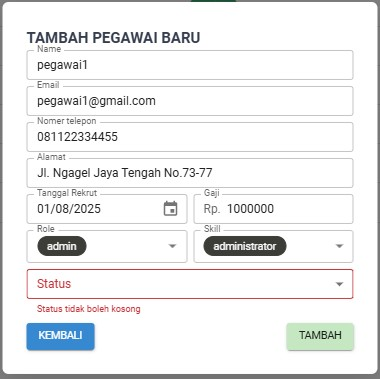 TAMBAH PEGAWAI BARU
Name
pegawai1
Email
pegawai1@gmail.com
Nomer telepon
081122334455
Alamat
Jl. Ngagel Jaya Tengah No.73-77
Tanggal Rekrut
01/08/2025
Gaji
Rp. 1000000
Role
admin
Skill
administrator
Status
Status tidak boleh kosong
KEMBALI
TAMBAH